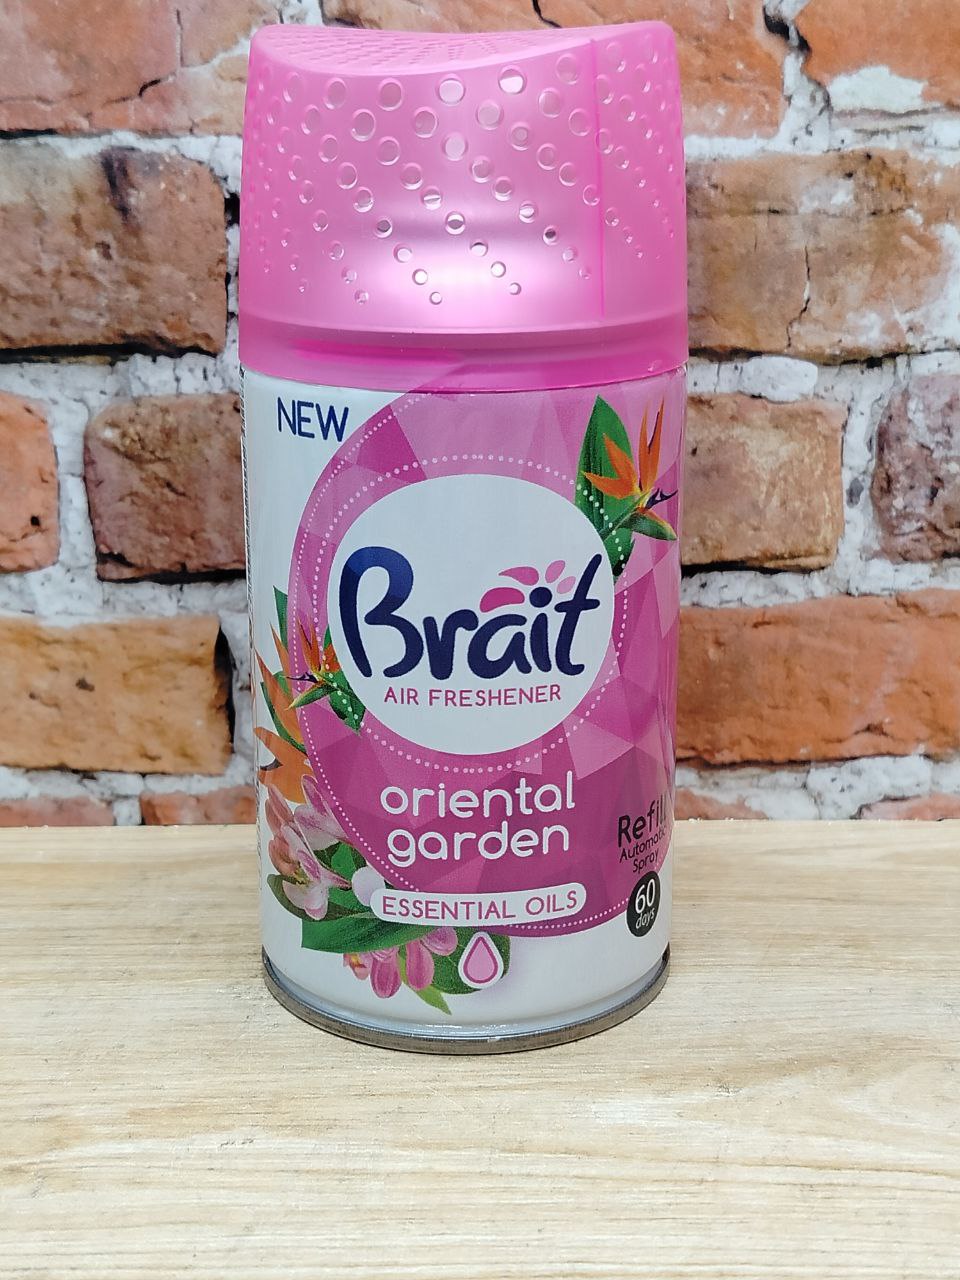 NEW
Brait
AIR FRESHENER
oriental
garden
ESSENTIAL OILS
Refill
Automatic
Spray
60
days